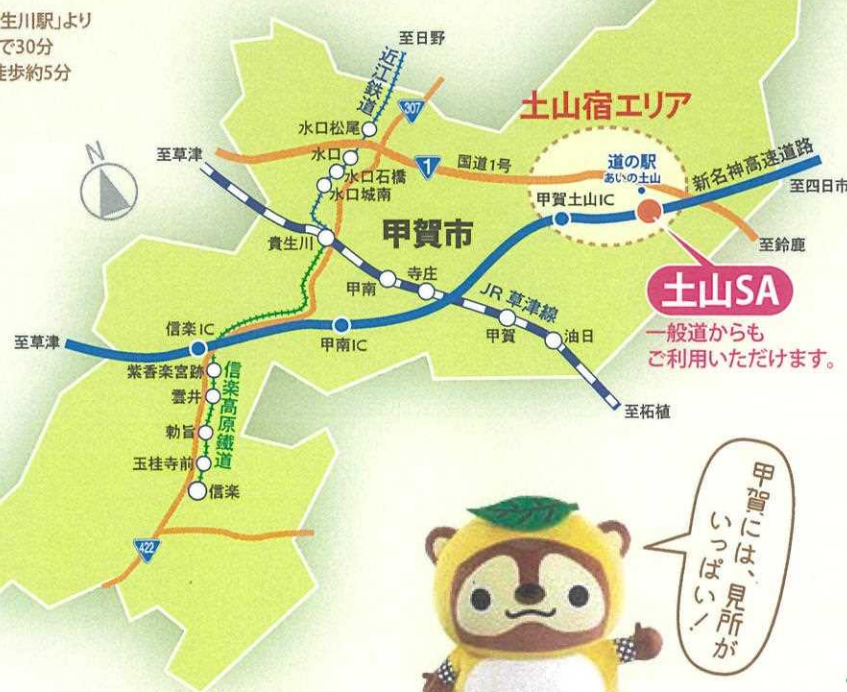 生川駅」より
で30分
徒歩約5分
至日野
近江鉄道
307
水口松尾
土山宿エリア
至草津
水口
1
国道1号
道の駅
あいの土山
新名神高速道路
水口石橋
水口城南
甲賀土山IC
至四日市
N
貴生川
甲賀市
至鈴鹿
甲南
寺庄
JR草津線
土山SA
信楽IC
甲南IC
甲賀
油日
一般道からも
ご利用いただけます。
至草津
紫香楽宮跡
雲井
勅旨
玉桂寺前
信楽
信楽高原鐵道
至柘植
422
甲賀には、見所が
いっぱい！